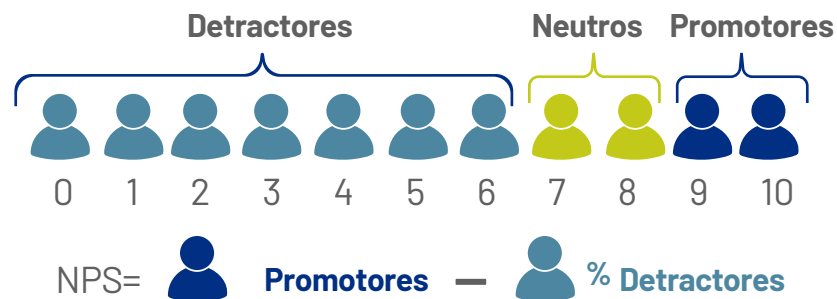 Detractores Neutros Promotores
0 1 2 3 4 5 6 7 8 9 10
NPS= Promotores — % Detractores